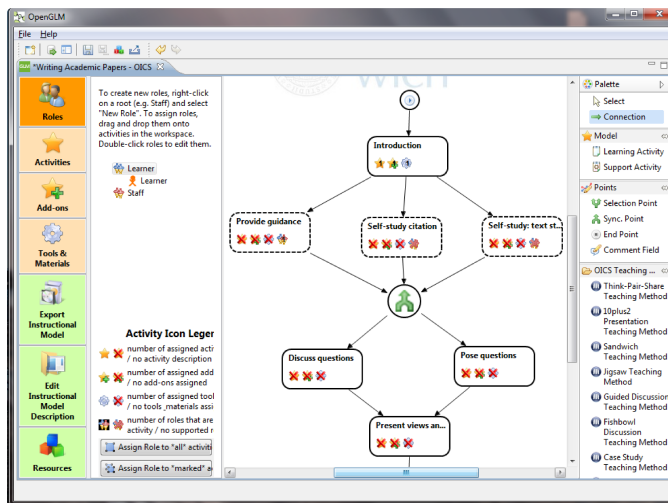 OpenGLM
File Help
*Writing Academic Papers - OICS
Roles
Activities
Add-ons
Tools &
Materials
Export
Instructional
Model
Edit
Instructional
Model
Description
Resources
To create new roles, right-click
on a root (e.g. Staff) and select
"New Role". To assign roles,
drag and drop them onto
activities in the workspace.
Double-click roles to edit them.
Learner
Learner
Staff
Activity Icon Leger
number of assigned acti
/ no activity description
number of assigned add
/ no add-ons assigned
number of assigned tool
/ no tools_materials assi
number of roles that are
activity / no supported r
Assign Role to *all* activiti
Assign Role to *marked* a
wien
Introduction
Provide guidance
Self-study citation
Self-study: text st...
Discuss questions
Pose questions
Present views an...
Palette
Select
Connection
Model
Learning Activity
Support Activity
Points
Selection Point
Sync. Point
End Point
Comment Field
OICS Teaching ...
Think-Pair-Share
Teaching Method
10plus2
Presentation
Teaching Method
Sandwich
Teaching Method
Jigsaw Teaching
Method
Guided Discussion
Teaching Method
Fishbowl
Discussion
Teaching Method
Case Study
Teaching Method